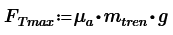 F_Tmax := μ_a • m_tren • g